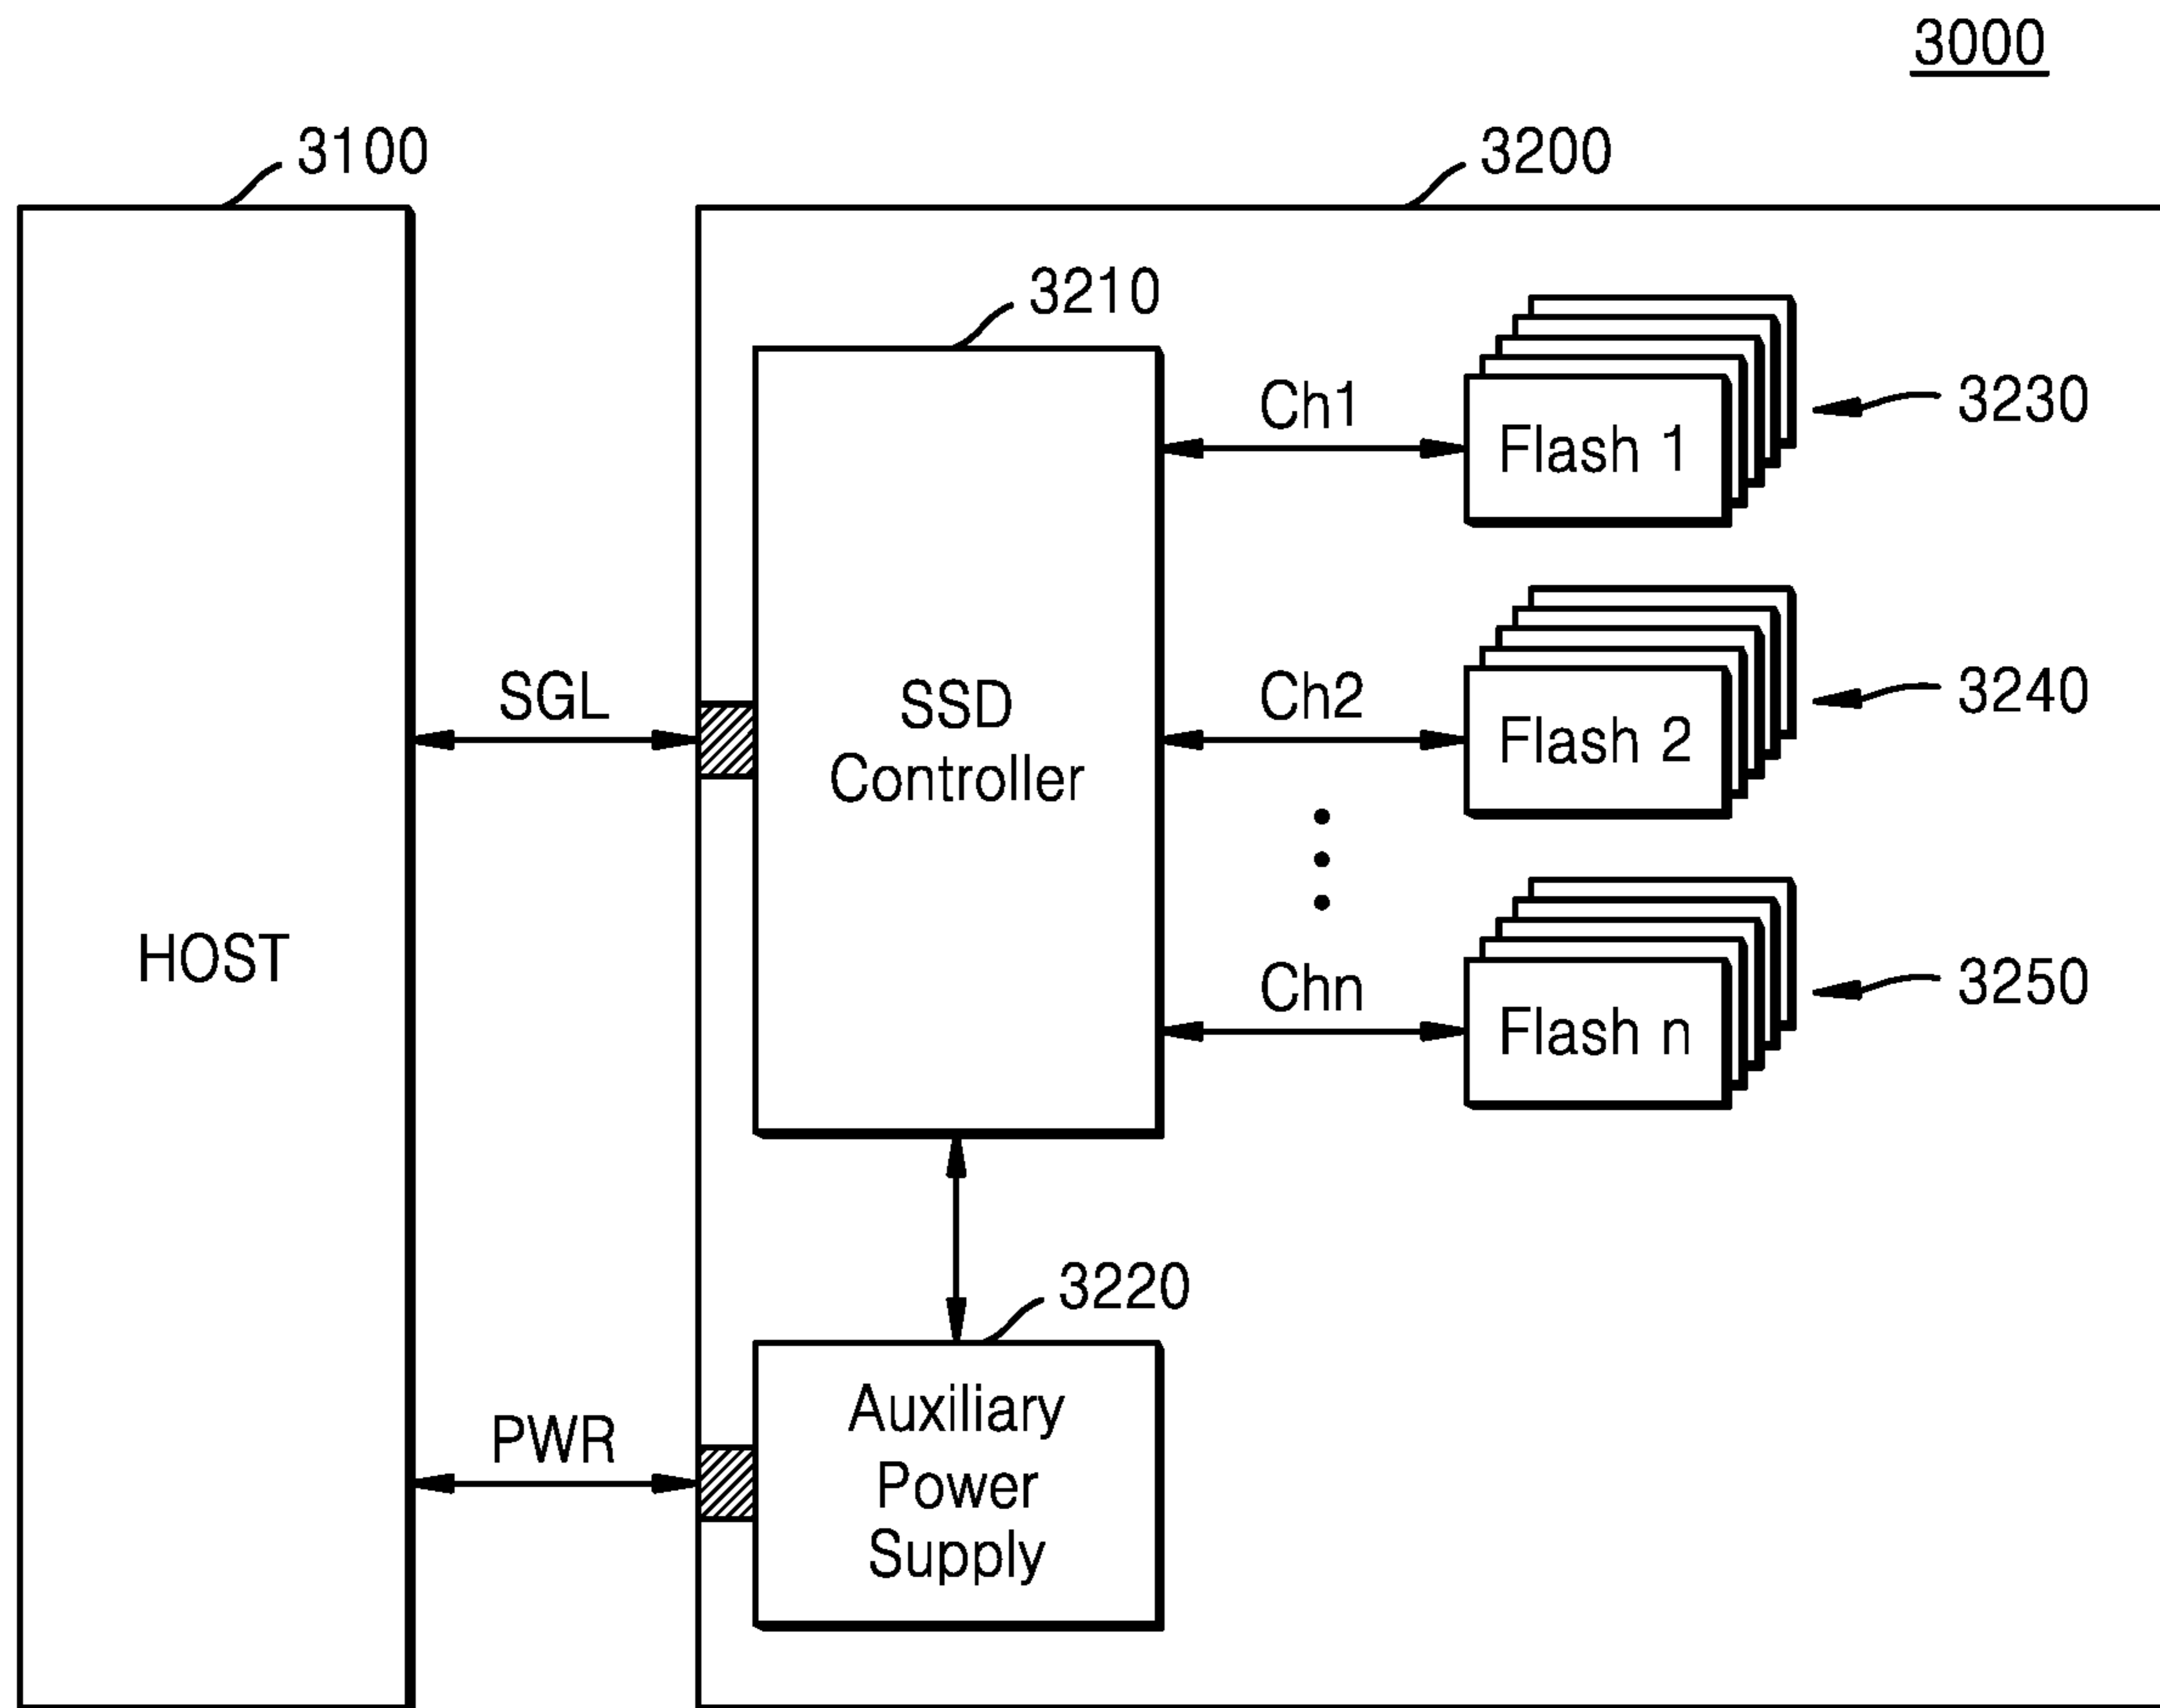 3000
3100
3200
3210
Ch1
Flash 1
3230
SGL
SSD
Controller
Ch2
Flash 2
3240
HOST
Chn
Flash n
3250
3220
PWR
Auxiliary
Power
Supply